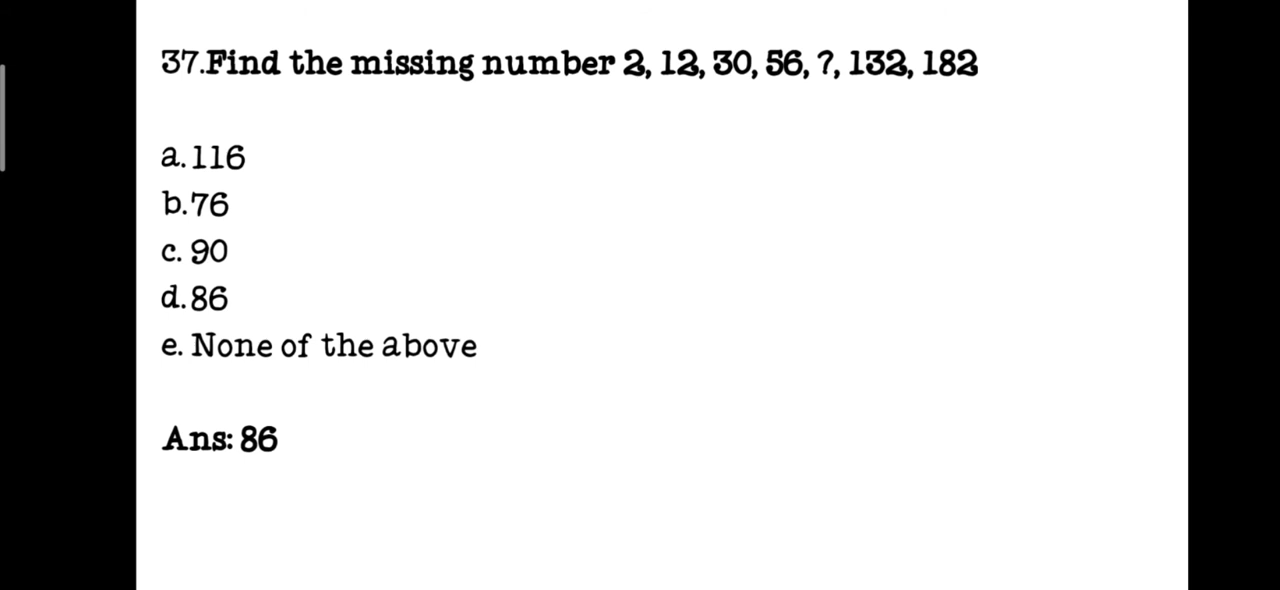 37.Find the missing number 2, 12, 30, 56, ?, 132, 182
a.116
b.76
c. 90
d.86
e. None of the above
Ans: 86